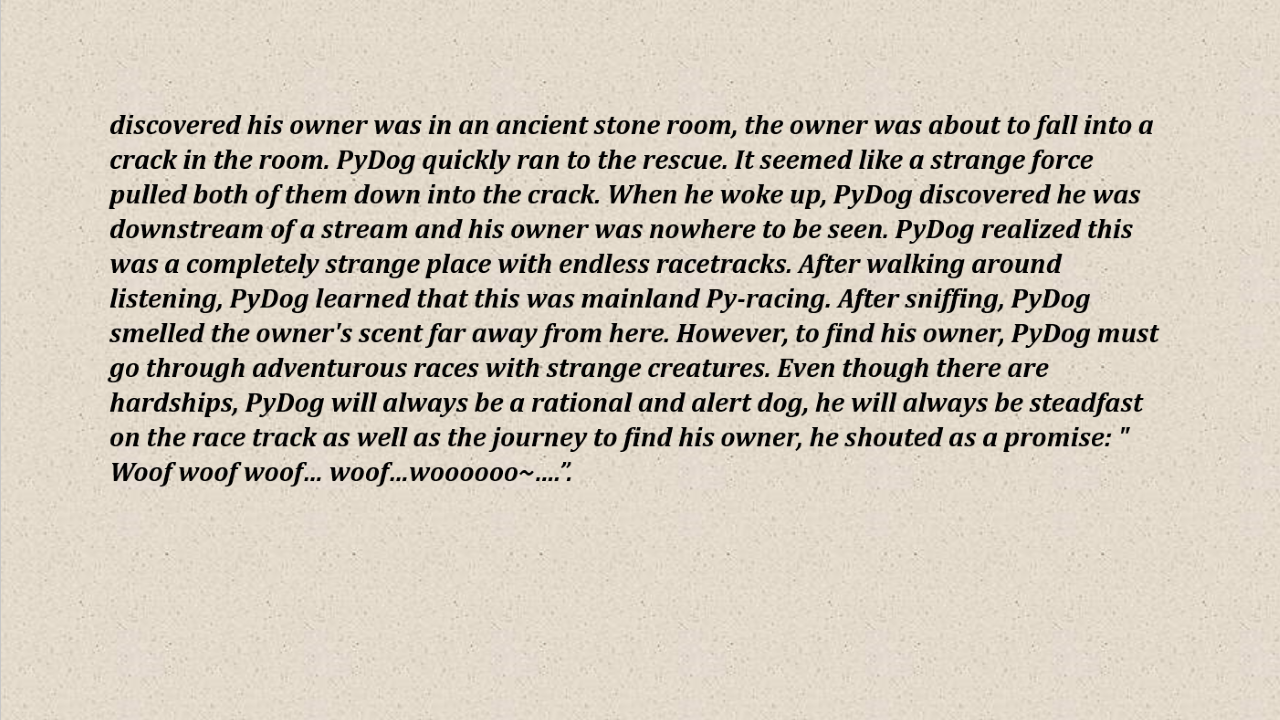 discovered his owner was in an ancient stone room, the owner was about to fall into a
crack in the room. PyDog quickly ran to the rescue. It seemed like a strange force
pulled both of them down into the crack. When he woke up, PyDog discovered he was
downstream of a stream and his owner was nowhere to be seen. PyDog realized this
was a completely strange place with endless racetracks. After walking around
listening, PyDog learned that this was mainland Py-racing. After sniffing, PyDog
smelled the owner's scent far away from here. However, to find his owner, PyDog must
go through adventurous races with strange creatures. Even though there are
hardships, PyDog will always be a rational and alert dog, he will always be steadfast
on the race track as well as the journey to find his owner, he shouted as a promise: "
Woof woof woof... woof...woooooo~....”.